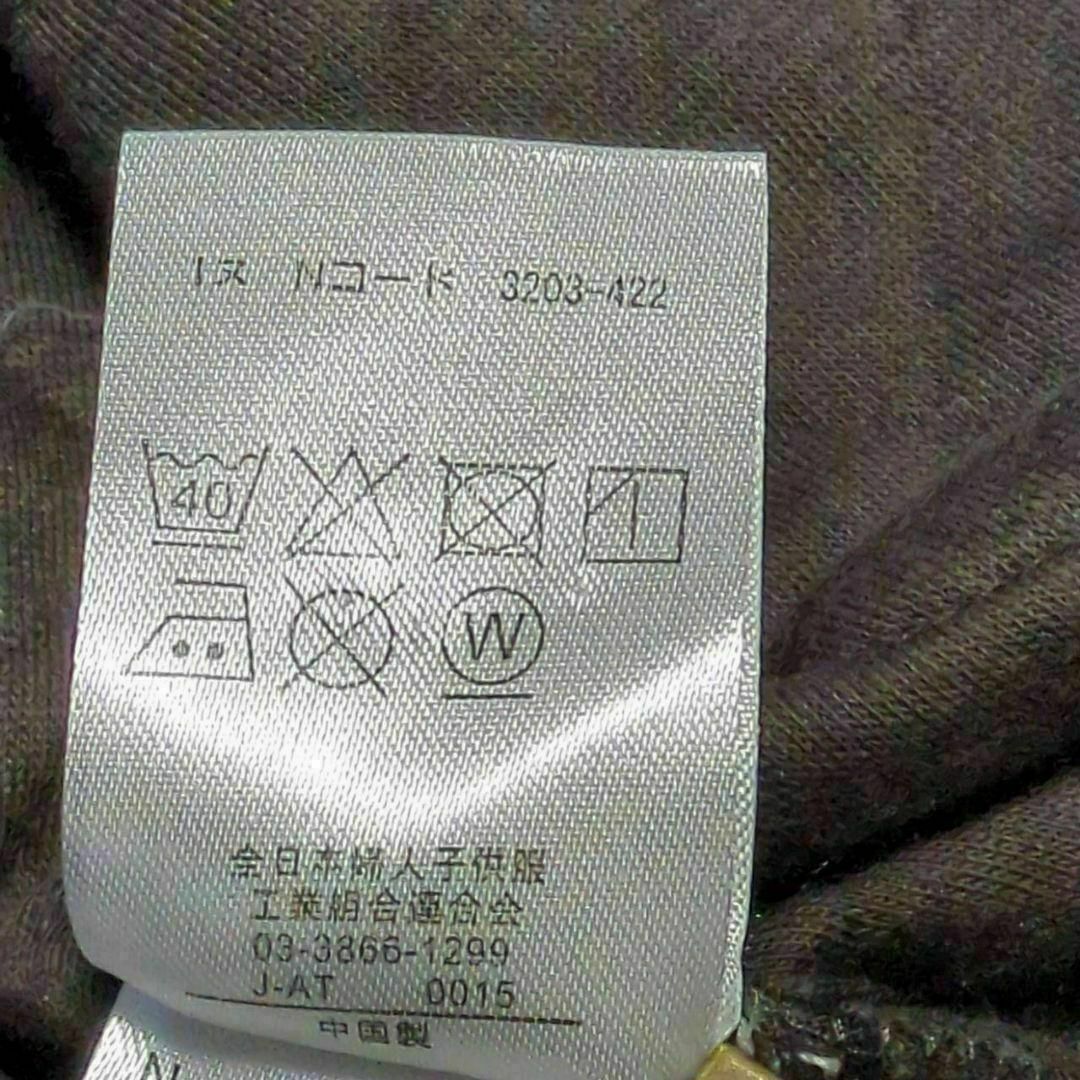 Nコード 3203-422
40
W
全日本婦人子供服
工業組合連合会
03-3866-1299
J-AT 0015
中国製